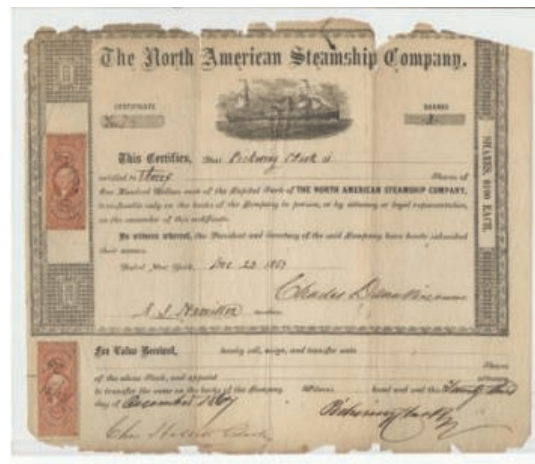 The North American Steamship Company.
CERTIFICATE
SHARES
No.
This Certifies, that Pickering Clark is
entitled to three Shares of
One Hundred Dollars each of the Capital Stock of THE NORTH AMERICAN STEAMSHIP COMPANY,
transferable only on the books of the Company in person, or by attorney or legal representative,
on the surrender of this certificate.
In witness whereof, the President and Secretary of the said Company have hereto subscribed
their names.
Dated New York, Dec 23 1867
Charles
Hamilton
SHARES, $100 EACH.
For Value Received, hereby sell, assign, and transfer unto
Shares
of the above Stock, and appoint attorney
to transfer the same on the books of the Company Witness hand and seal this Twenty third
day of December 1867
Pickering Clark
Chas